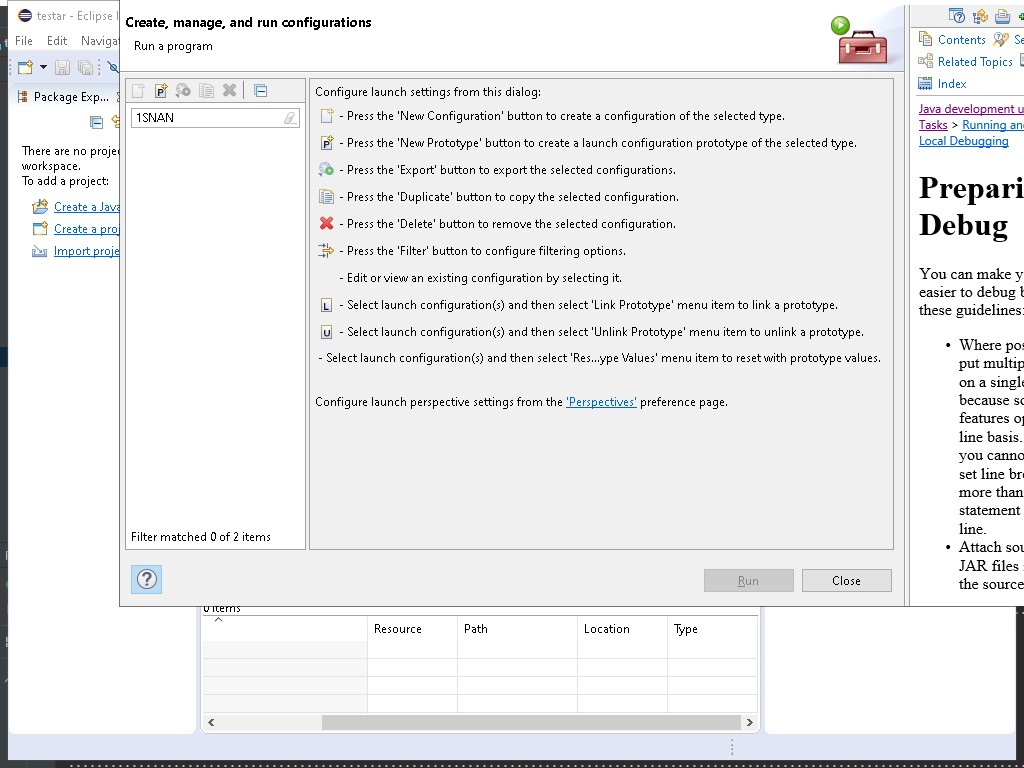 testar - Eclipse I
File Edit Naviga
Package Exp...
There are no proje
workspace.
To add a project:
Create a Java
Create a proj
Import proje
Create, manage, and run configurations
Run a program
1SNAN
Filter matched 0 of 2 items
Configure launch settings from this dialog:
- Press the 'New Configuration' button to create a configuration of the selected type.
- Press the 'New Prototype' button to create a launch configuration prototype of the selected type.
- Press the 'Export' button to export the selected configurations.
- Press the 'Duplicate' button to copy the selected configuration.
- Press the 'Delete' button to remove the selected configuration.
- Press the 'Filter' button to configure filtering options.
- Edit or view an existing configuration by selecting it.
L - Select launch configuration(s) and then select 'Link Prototype' menu item to link a prototype.
U - Select launch configuration(s) and then select 'Unlink Prototype' menu item to unlink a prototype.
- Select launch configuration(s) and then select 'Res...ype Values' menu item to reset with prototype values.
Configure launch perspective settings from the 'Perspectives' preference page.
Run Close
0 items
Resource Path Location Type
Contents Se
Related Topics
Index
Java development u
Tasks > Running and
Local Debugging
Prepari
Debug
You can make y
easier to debug b
these guidelines:
• Where pos
put multip
on a single
because so
features op
line basis.
you canno
set line bre
more than
statement
line.
• Attach sou
JAR files
the source